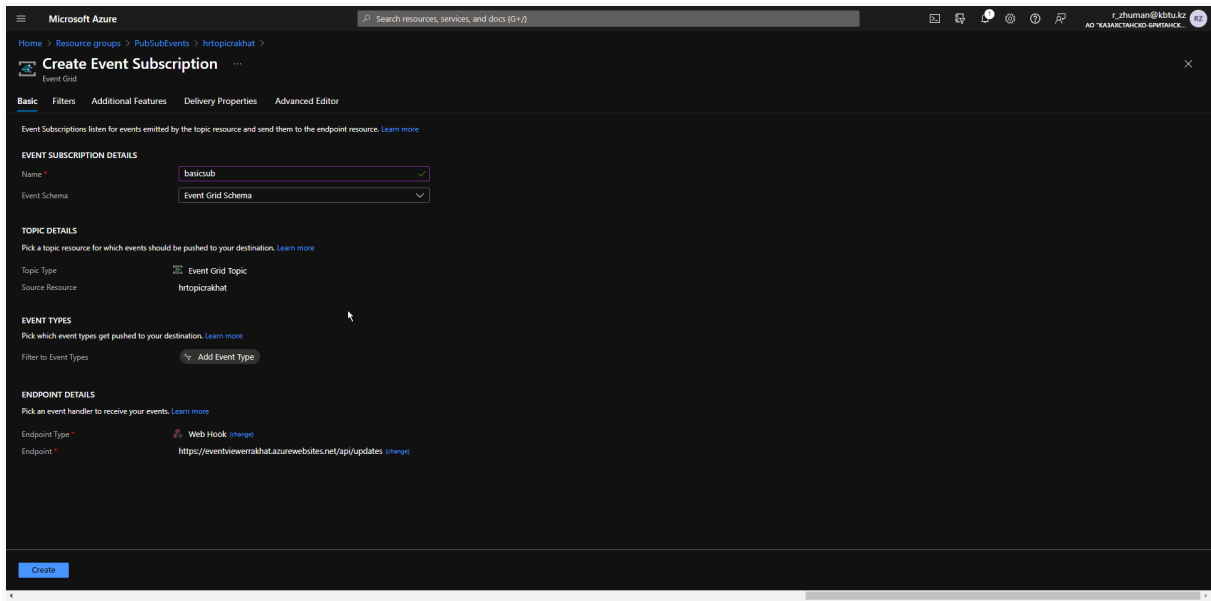 Microsoft Azure
Search resources, services, and docs (G+/)
1
r_zhuman@kbtu.kz
АО "КАЗАХСТАНСКО-БРИТАНСК...
RZ
Home > Resource groups > PubSubEvents > hrtopicrakhat >
Create Event Subscription ...
Event Grid
Basic Filters Additional Features Delivery Properties Advanced Editor
Event Subscriptions listen for events emitted by the topic resource and send them to the endpoint resource. Learn more
EVENT SUBSCRIPTION DETAILS
Name * basicsub
Event Schema Event Grid Schema
TOPIC DETAILS
Pick a topic resource for which events should be pushed to your destination. Learn more
Topic Type Event Grid Topic
Source Resource hrtopicrakhat
EVENT TYPES
Pick which event types get pushed to your destination. Learn more
Filter to Event Types Add Event Type
ENDPOINT DETAILS
Pick an event handler to receive your events. Learn more
Endpoint Type * Web Hook (change)
Endpoint * https://eventviewerrakhat.azurewebsites.net/api/updates (change)
Create